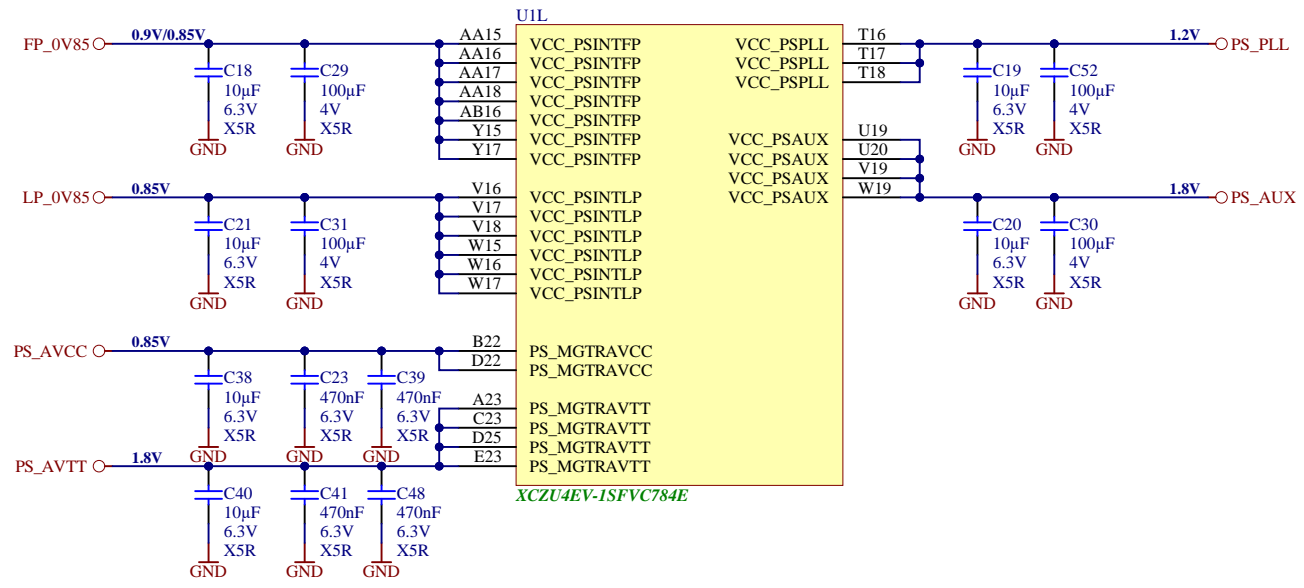 U1L
FP_0V85
0.9V/0.85V
C18
10µF
6.3V
X5R
GND
C29
100µF
4V
X5R
GND
AA15 VCC_PSINTFP
AA16 VCC_PSINTFP
AA17 VCC_PSINTFP
AA18 VCC_PSINTFP
AB16 VCC_PSINTFP
Y15 VCC_PSINTFP
Y17 VCC_PSINTFP
LP_0V85
0.85V
C21
10µF
6.3V
X5R
GND
C31
100µF
4V
X5R
GND
V16 VCC_PSINTLP
V17 VCC_PSINTLP
V18 VCC_PSINTLP
W15 VCC_PSINTLP
W16 VCC_PSINTLP
W17 VCC_PSINTLP
PS_AVCC
0.85V
C38
10µF
6.3V
X5R
GND
C23
470nF
6.3V
X5R
GND
C39
470nF
6.3V
X5R
GND
B22 PS_MGTRAVCC
D22 PS_MGTRAVCC
A23 PS_MGTRAVTT
C23 PS_MGTRAVTT
D25 PS_MGTRAVTT
E23 PS_MGTRAVTT
PS_AVTT
1.8V
C40
10µF
6.3V
X5R
GND
C41
470nF
6.3V
X5R
GND
C48
470nF
6.3V
X5R
GND
VCC_PSPLL T16
VCC_PSPLL T17
VCC_PSPLL T18
1.2V
PS_PLL
C19
10µF
6.3V
X5R
GND
C52
100µF
4V
X5R
GND
VCC_PSAUX U19
VCC_PSAUX U20
VCC_PSAUX V19
VCC_PSAUX W19
1.8V
PS_AUX
C20
10µF
6.3V
X5R
GND
C30
100µF
4V
X5R
GND
XCZU4EV-1SFVC784E